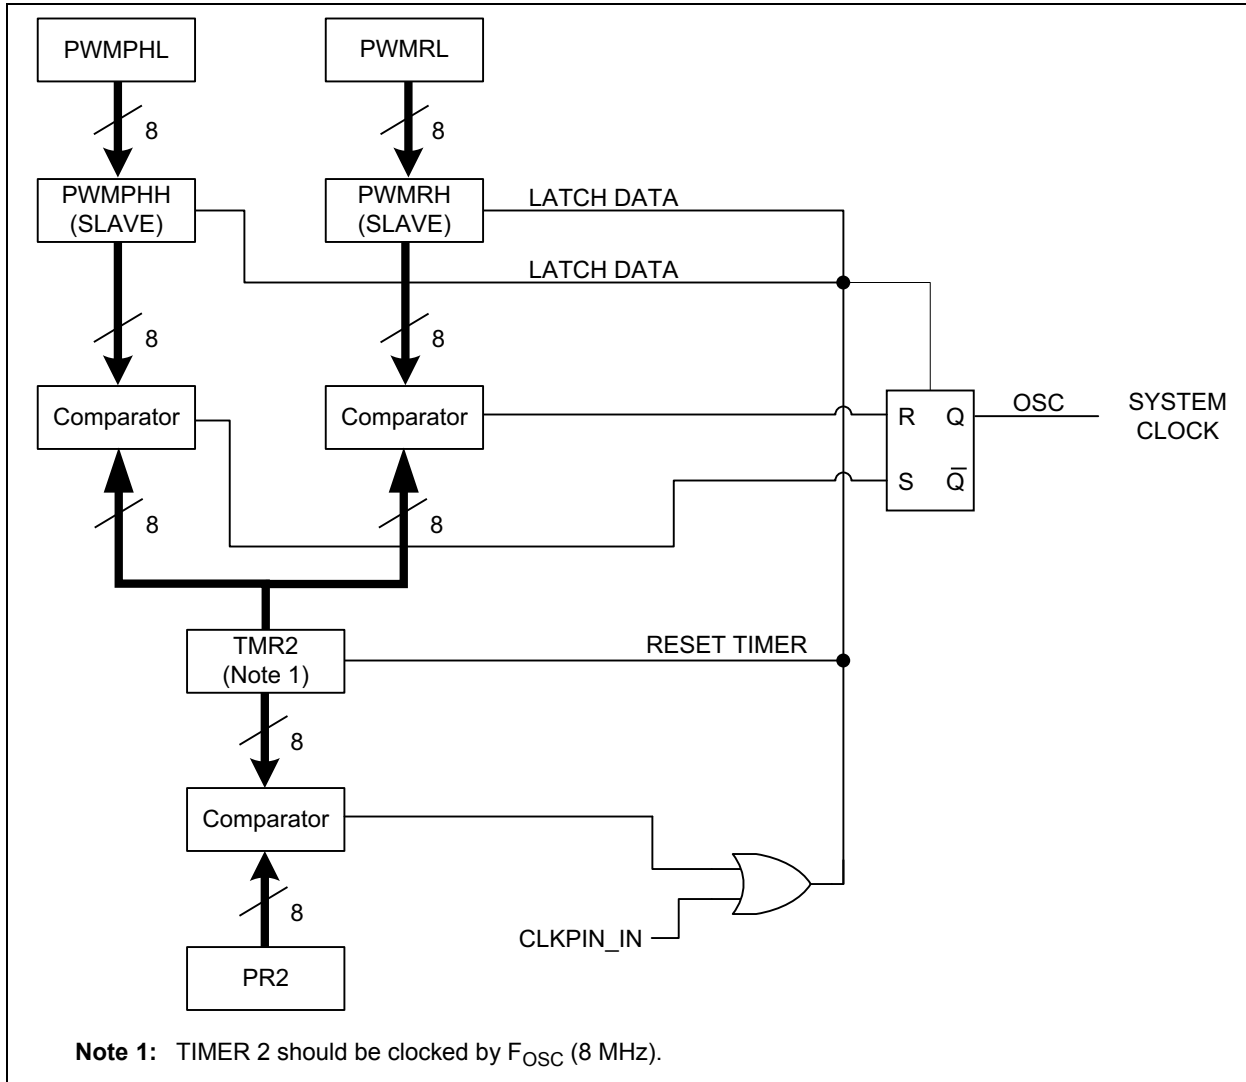 PWMPHL
PWMRL
8
8
PWMPHH
(SLAVE)
PWMRH
(SLAVE)
LATCH DATA
LATCH DATA
8
8
Comparator
Comparator
R Q
S Q̅
OSC
SYSTEM
CLOCK
8
8
TMR2
(Note 1)
RESET TIMER
8
Comparator
8
CLKPIN_IN
PR2
Note 1: TIMER 2 should be clocked by FOSC (8 MHz).